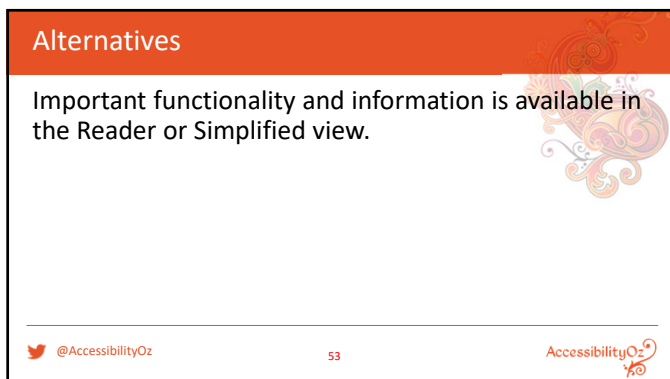 Alternatives
Important functionality and information is available in
the Reader or Simplified view.
@AccessibilityOz
53
AccessibilityOz